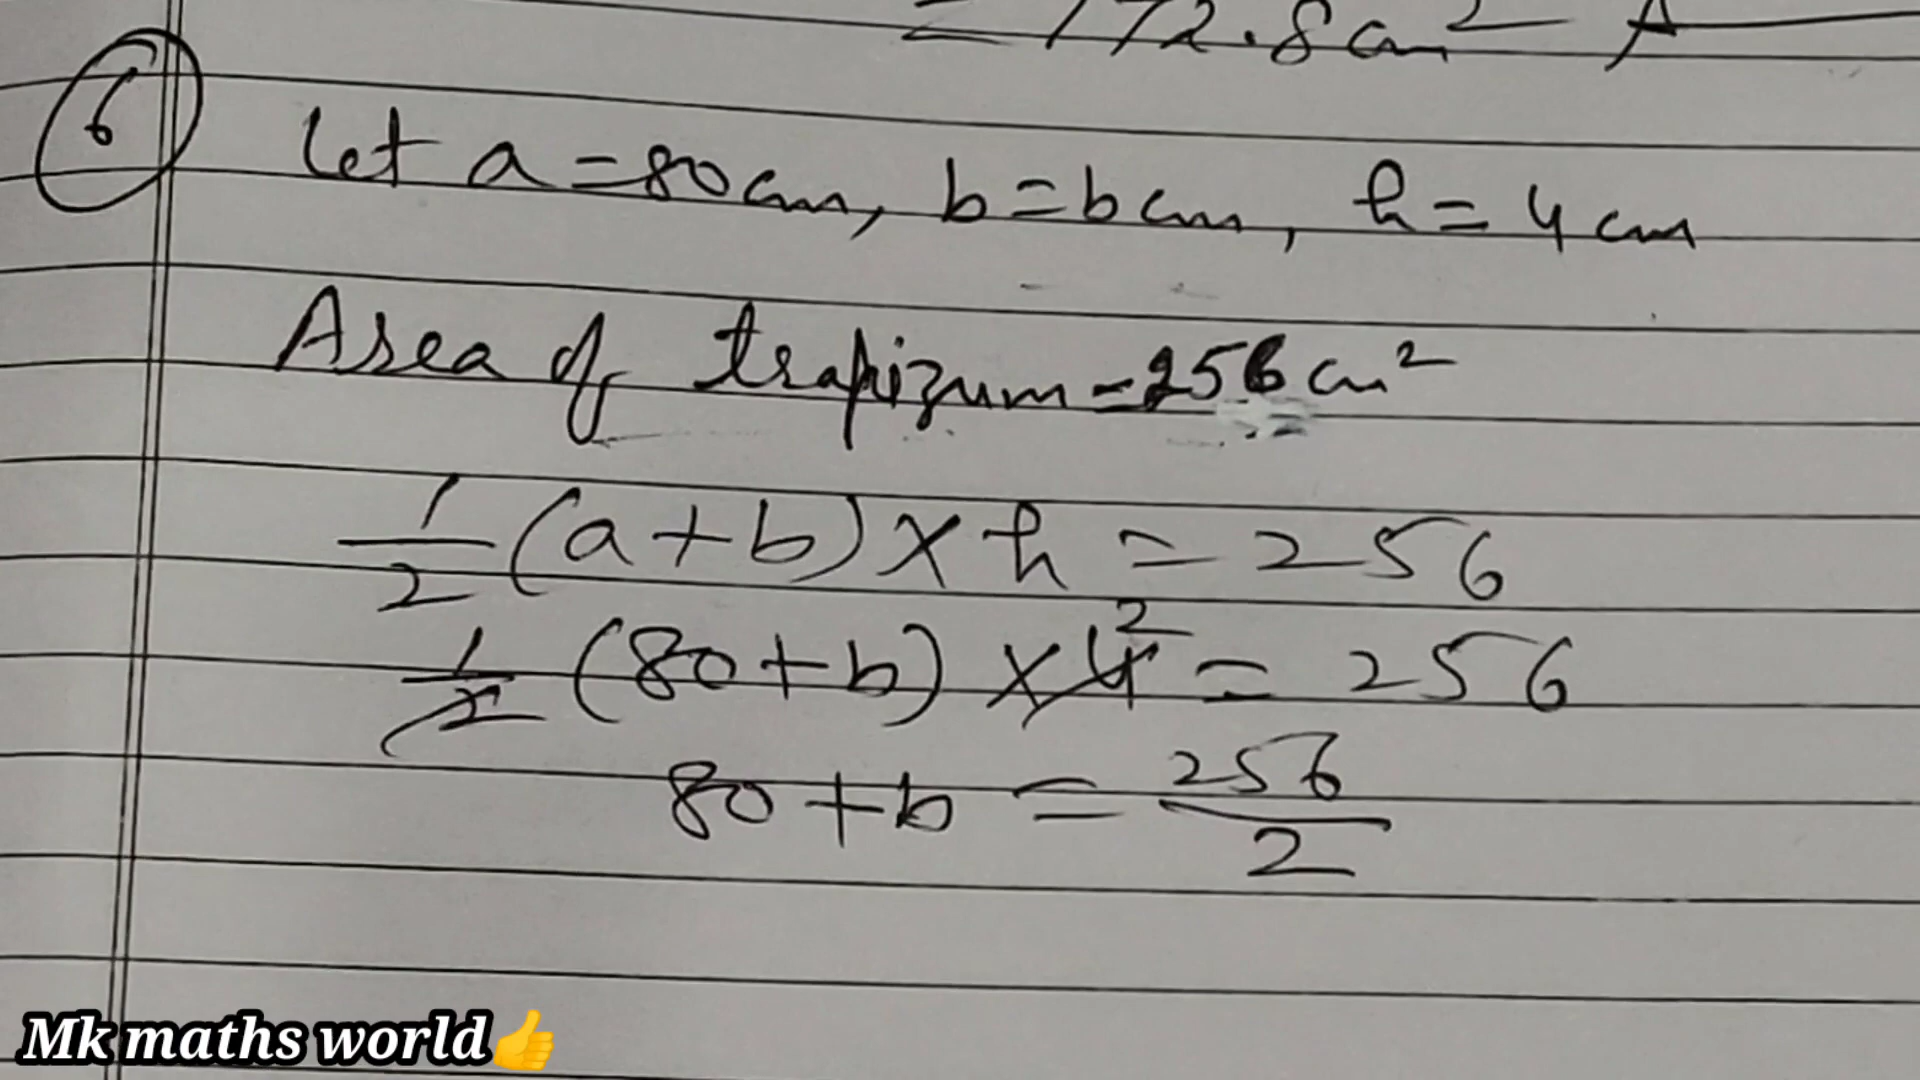 = 172.8 cm² A
6
Let a = 80 cm, b = b cm, h = 4 cm
Area of trapizum = 256 cm²
1/2 (a+b) × h = 256
1/2 (80+b) × 4 2 = 256
80 + b = 256/2
Mk maths world👍